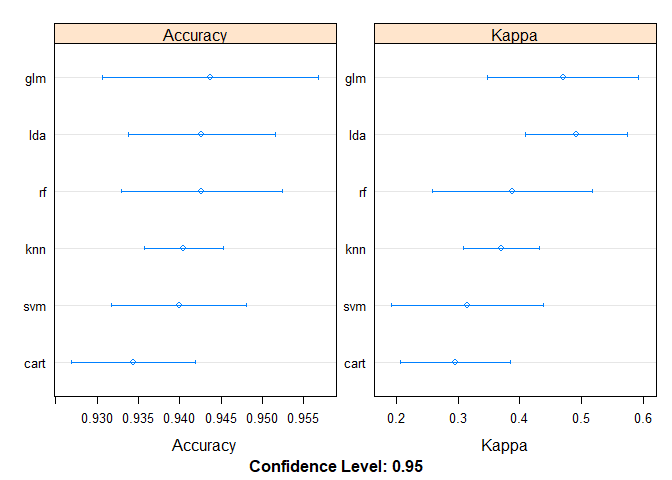 Accuracy Kappa
glm glm
lda lda
rf rf
knn knn
svm svm
cart cart
0.930 0.935 0.940 0.945 0.950 0.955 0.2 0.3 0.4 0.5 0.6
Accuracy Kappa
Confidence Level: 0.95